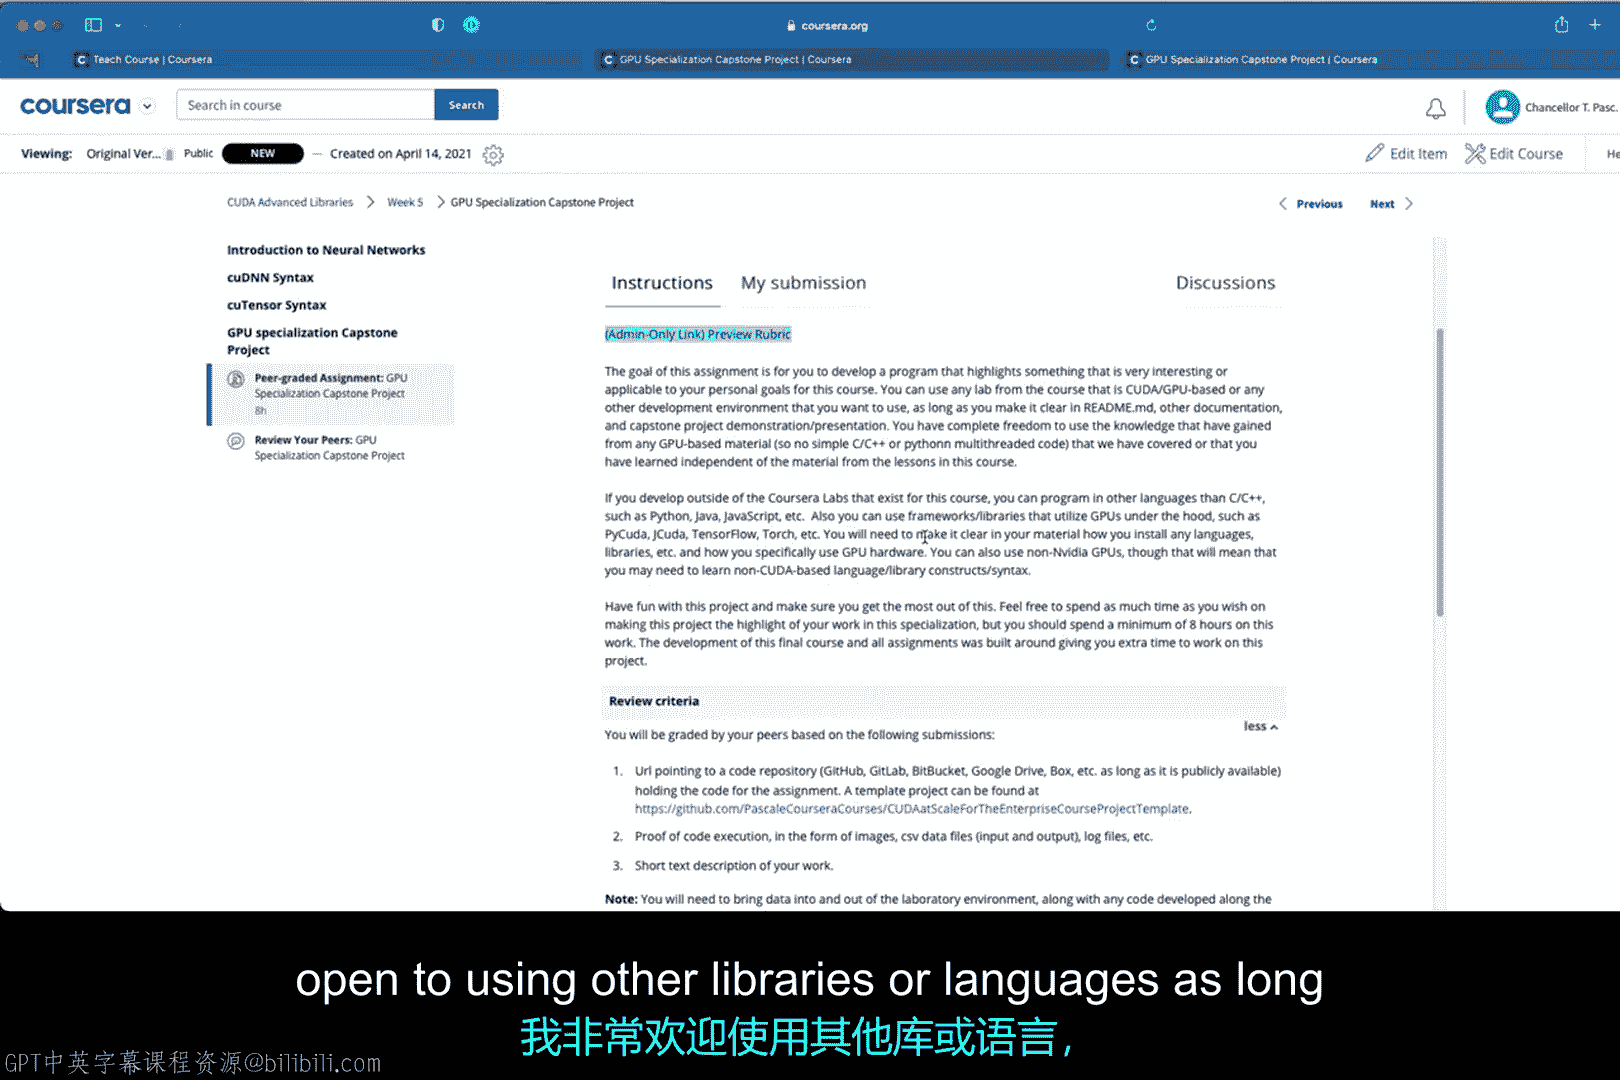 coursera.org
Teach Course | Coursera
GPU Specialization Capstone Project | Coursera
GPU Specialization Capstone Project | Coursera
coursera
Search in course
Search
Chancellor T. Pasc.
Viewing: Original Ver... Public NEW — Created on April 14, 2021
Edit Item
Edit Course
He
CUDA Advanced Libraries > Week 5 > GPU Specialization Capstone Project
Previous
Next
Introduction to Neural Networks
cuDNN Syntax
cuTensor Syntax
GPU specialization Capstone
Project
Peer-graded Assignment: GPU
Specialization Capstone Project
8h
Review Your Peers: GPU
Specialization Capstone Project
Instructions
My submission
Discussions
(Admin-Only Link) Preview Rubric
The goal of this assignment is for you to develop a program that highlights something that is very interesting or
applicable to your personal goals for this course. You can use any lab from the course that is CUDA/GPU-based or any
other development environment that you want to use, as long as you make it clear in README.md, other documentation,
and capstone project demonstration/presentation. You have complete freedom to use the knowledge that have gained
from any GPU-based material (so no simple C/C++ or pythonn multithreaded code) that we have covered or that you
have learned independent of the material from the lessons in this course.
If you develop outside of the Coursera Labs that exist for this course, you can program in other languages than C/C++,
such as Python, Java, JavaScript, etc. Also you can use frameworks/libraries that utilize GPUs under the hood, such as
PyCuda, JCuda, TensorFlow, Torch, etc. You will need to make it clear in your material how you install any languages,
libraries, etc. and how you specifically use GPU hardware. You can also use non-Nvidia GPUs, though that will mean that
you may need to learn non-CUDA-based language/library constructs/syntax.
Have fun with this project and make sure you get the most out of this. Feel free to spend as much time as you wish on
making this project the highlight of your work in this specialization, but you should spend a minimum of 8 hours on this
work. The development of this final course and all assignments was built around giving you extra time to work on this
project.
Review criteria
less
You will be graded by your peers based on the following submissions:
1. Url pointing to a code repository (GitHub, GitLab, BitBucket, Google Drive, Box, etc. as long as it is publicly available)
holding the code for the assignment. A template project can be found at
https://github.com/PascaleCourseraCourses/CUDAatScaleForTheEnterpriseCourseProjectTemplate.
2. Proof of code execution, in the form of images, csv data files (input and output), log files, etc.
3. Short text description of your work.
Note: You will need to bring data into and out of the laboratory environment, along with any code developed along the
open to using other libraries or languages as long
我非常欢迎使用其他库或语言，
GPT中英字幕课程资源@bilibili.com